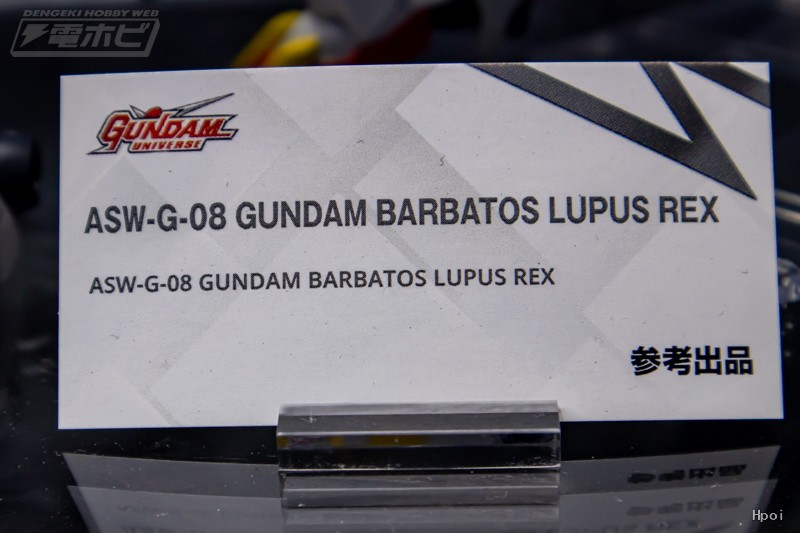 DENGEKI HOBBY WEB
電ホビ
GUNDAM
UNIVERSE
ASW-G-08 GUNDAM BARBATOS LUPUS REX
ASW-G-08 GUNDAM BARBATOS LUPUS REX
参考出品
Hpoi